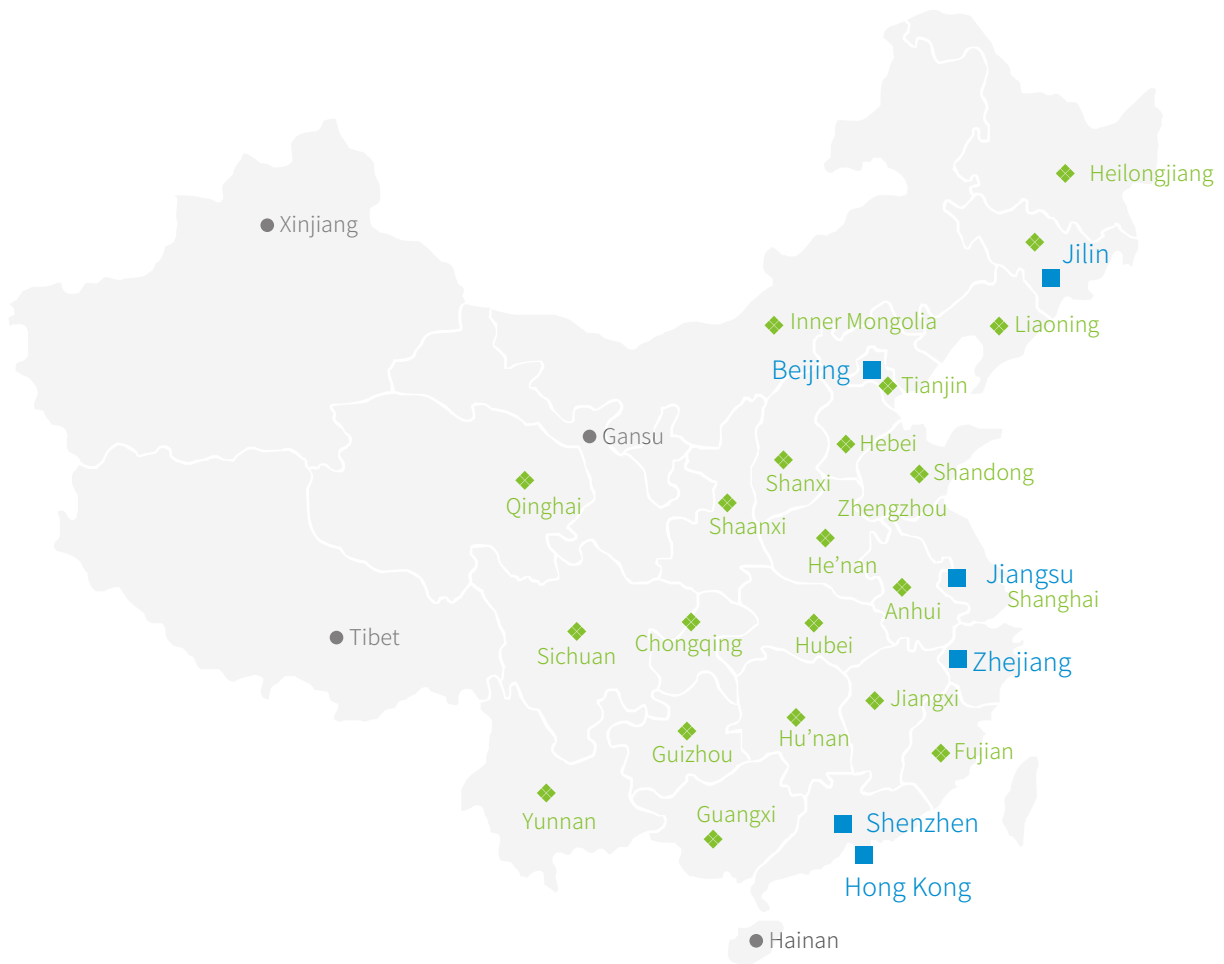 Heilongjiang
Xinjiang
Jilin
Inner Mongolia
Liaoning
Beijing
Tianjin
Gansu
Hebei
Shandong
Shanxi
Qinghai
Zhengzhou
Shaanxi
He’nan
Jiangsu
Shanghai
Anhui
Tibet
Chongqing
Hubei
Sichuan
Zhejiang
Jiangxi
Hu’nan
Guizhou
Fujian
Guangxi
Yunnan
Shenzhen
Hong Kong
Hainan